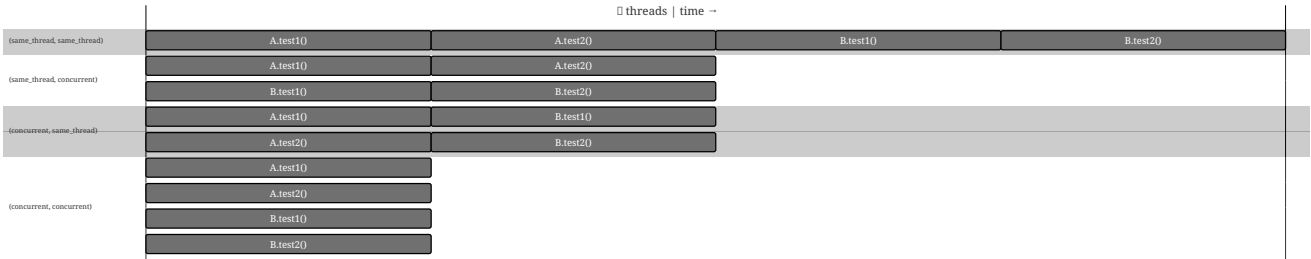 threads | time →
(same_thread, same_thread)
A.test1() A.test2() B.test1() B.test2()
A.test1() A.test2()
(same_thread, concurrent)
B.test1() B.test2()
A.test1() B.test1()
(concurrent, same_thread)
A.test2() B.test2()
A.test1()
A.test2()
(concurrent, concurrent)
B.test1()
B.test2()